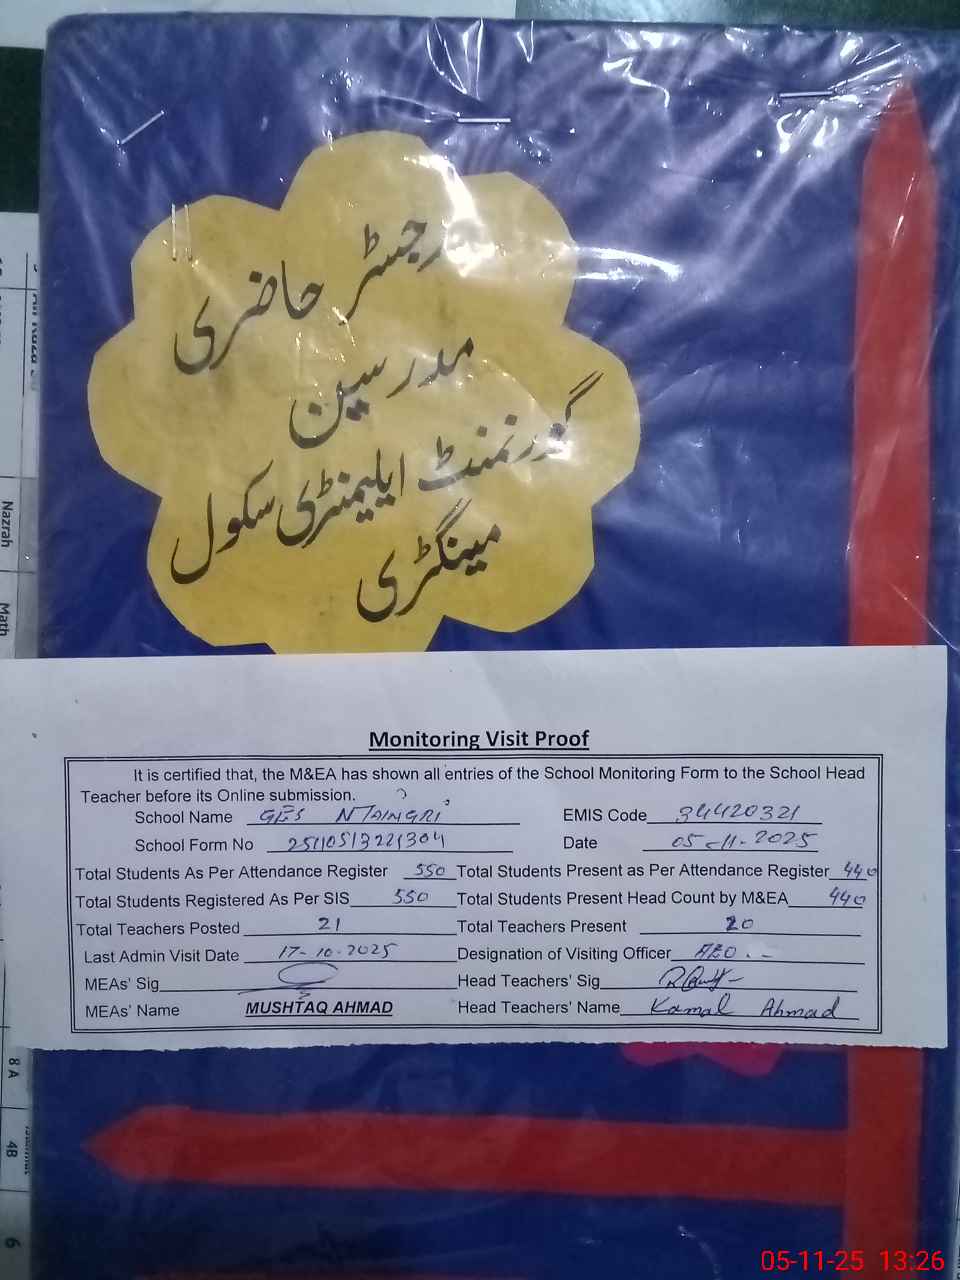 رجسٹر حاضری
مدرسین
گورنمنٹ ایلیمنٹری سکول
مینگڑی
Nazrah
Math
8 A
4B
6
Monitoring Visit Proof
It is certified that, the M&EA has shown all entries of the School Monitoring Form to the School Head
Teacher before its Online submission.
School Name GES MAINGRI EMIS Code 34420321
School Form No Date 05-11-2025
Total Students As Per Attendance Register 550 Total Students Present as Per Attendance Register 440
Total Students Registered As Per SIS 550 Total Students Present Head Count by M&EA 440
Total Teachers Posted 21 Total Teachers Present 20
Last Admin Visit Date 17-10-2025 Designation of Visiting Officer AEO.-
MEAs' Sig Head Teachers' Sig
MEAs' Name MUSHTAQ AHMAD Head Teachers' Name Kamal Ahmad
05-11-25 13:26